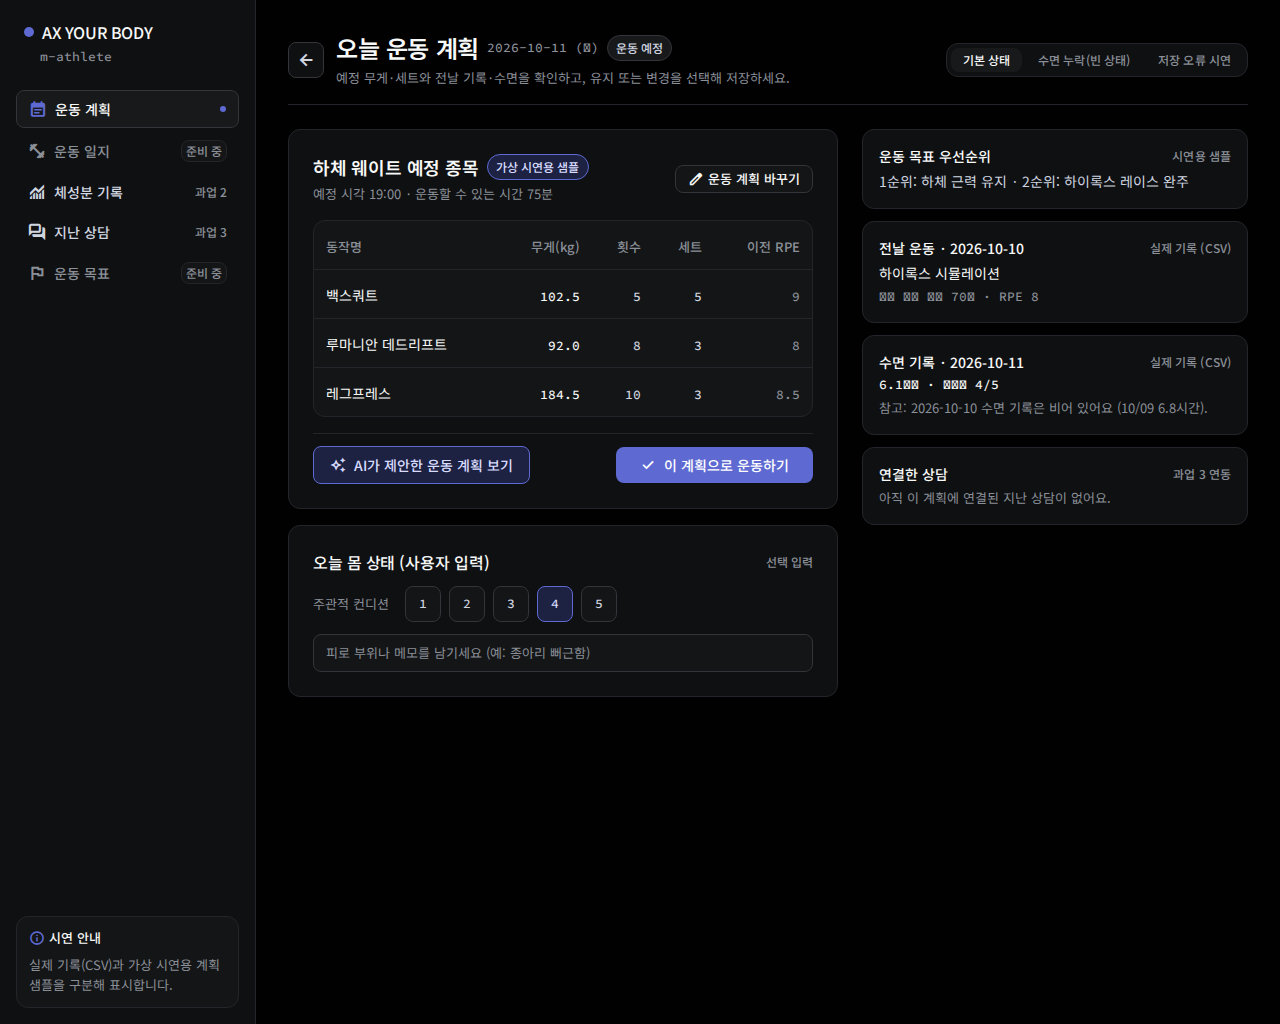 AX YOUR BODY
m-athlete
운동 계획
운동 일지 준비 중
체성분 기록 과업 2
지난 상담 과업 3
운동 목표 준비 중
시연 안내
실제 기록(CSV)과 가상 시연용 계획
샘플을 구분해 표시합니다.
오늘 운동 계획 2026-10-11 운동 예정
예정 무게·세트와 전날 기록·수면을 확인하고, 유지 또는 변경을 선택해 저장하세요.
기본 상태 수면 누락(빈 상태) 저장 오류 시연
하체 웨이트 예정 종목 가상 시연용 샘플
예정 시각 19:00 · 운동할 수 있는 시간 75분
운동 계획 바꾸기
동작명 무게(kg) 횟수 세트 이전 RPE
백스쿼트 102.5 5 5 9
루마니안 데드리프트 92.0 8 3 8
레그프레스 184.5 10 3 8.5
AI가 제안한 운동 계획 보기
이 계획으로 운동하기
오늘 몸 상태 (사용자 입력) 선택 입력
주관적 컨디션 1 2 3 4 5
피로 부위나 메모를 남기세요 (예: 종아리 뻐근함)
운동 목표 우선순위 시연용 샘플
1순위: 하체 근력 유지 · 2순위: 하이록스 레이스 완주
전날 운동 · 2026-10-10 실제 기록 (CSV)
하이록스 시뮬레이션
70 · RPE 8
수면 기록 · 2026-10-11 실제 기록 (CSV)
6.1 · 4/5
참고: 2026-10-10 수면 기록은 비어 있어요 (10/09 6.8시간).
연결한 상담 과업 3 연동
아직 이 계획에 연결된 지난 상담이 없어요.